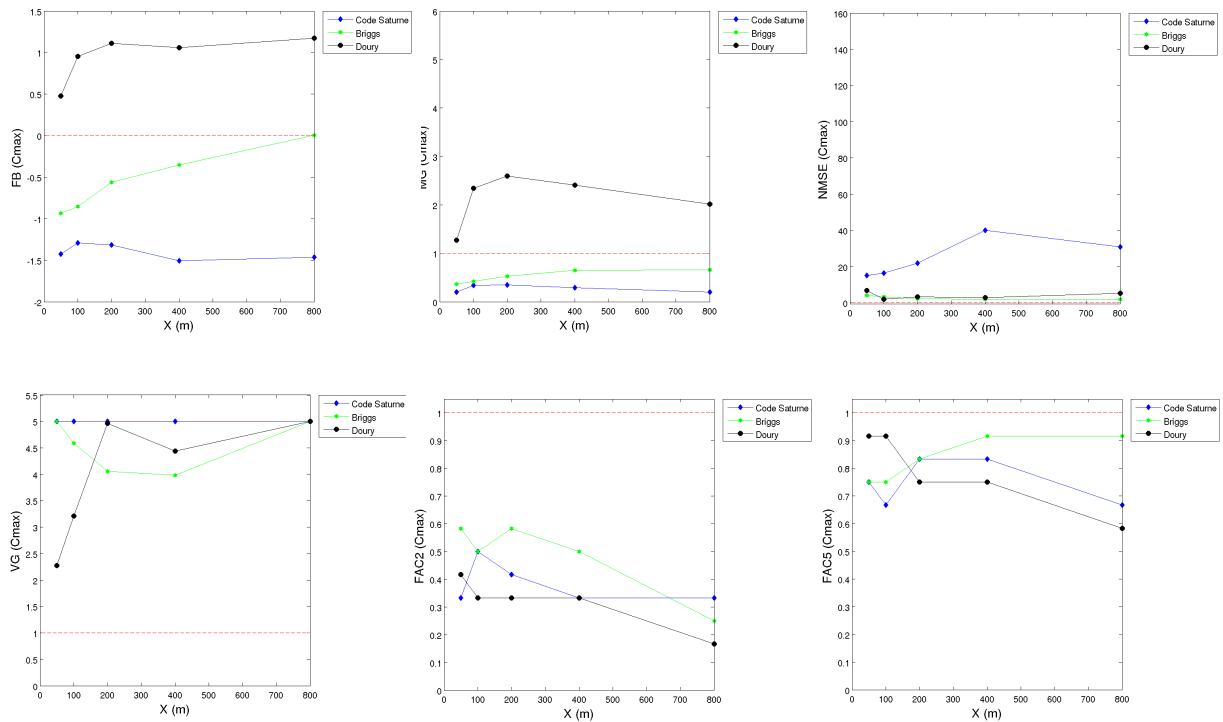 Code Saturne
Briggs
Doury
1.5
1
0.5
0
-0.5
-1
-1.5
-2
FB (Cmax)
0 100 200 300 400 500 600 700 800
X (m)
Code Saturne
Briggs
Doury
6
5
4
3
2
1
0
MG (Cmax)
0 100 200 300 400 500 600 700 800
X (m)
Code Saturne
Briggs
Doury
160
140
120
100
80
60
40
20
0
NMSE (Cmax)
0 100 200 300 400 500 600 700 800
X (m)
Code Saturne
Briggs
Doury
5.5
5
4.5
4
3.5
3
2.5
2
1.5
1
0.5
0
VG (Cmax)
0 100 200 300 400 500 600 700 800
X (m)
Code Saturne
Briggs
Doury
1
0.9
0.8
0.7
0.6
0.5
0.4
0.3
0.2
0.1
0
FAC2 (Cmax)
0 100 200 300 400 500 600 700 800
X (m)
Code Saturne
Briggs
Doury
1
0.9
0.8
0.7
0.6
0.5
0.4
0.3
0.2
0.1
0
FAC5 (Cmax)
0 100 200 300 400 500 600 700 800
X (m)